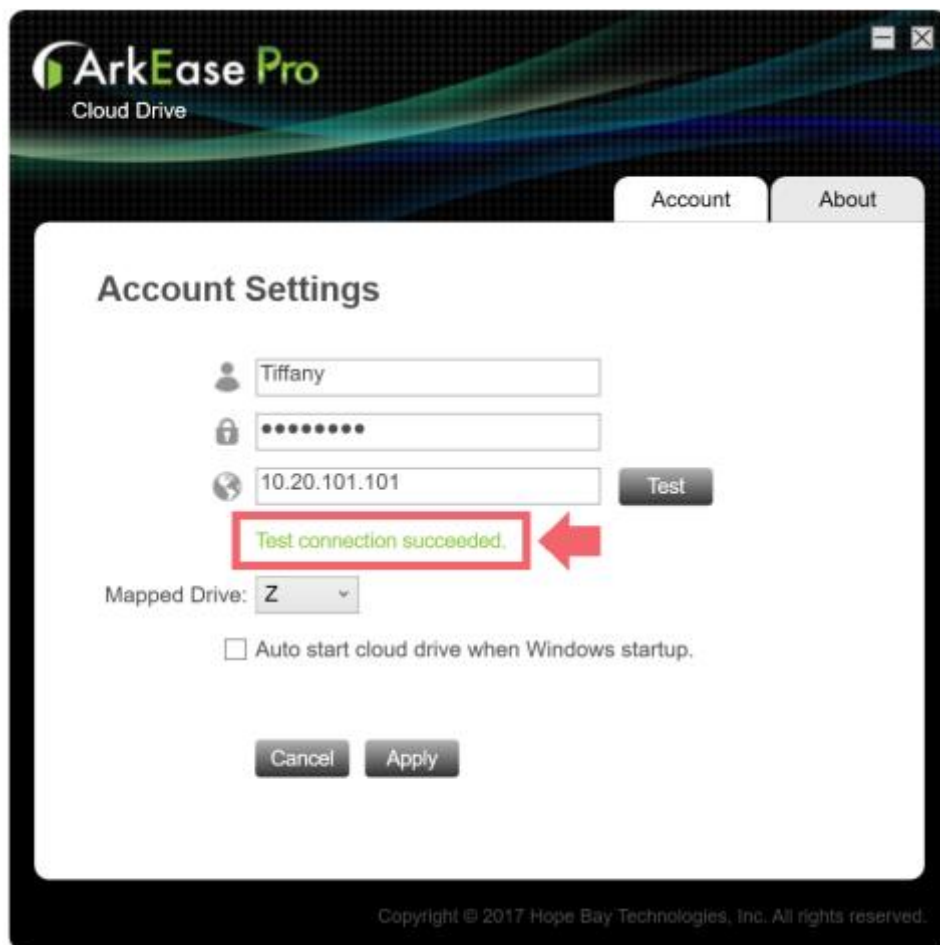 ArkEase Pro
Cloud Drive
Account About
Account Settings
Tiffany
••••••••
10.20.101.101 Test
Test connection succeeded.
Mapped Drive: Z
Auto start cloud drive when Windows startup.
Cancel Apply
Copyright © 2017 Hope Bay Technologies, Inc. All rights reserved.